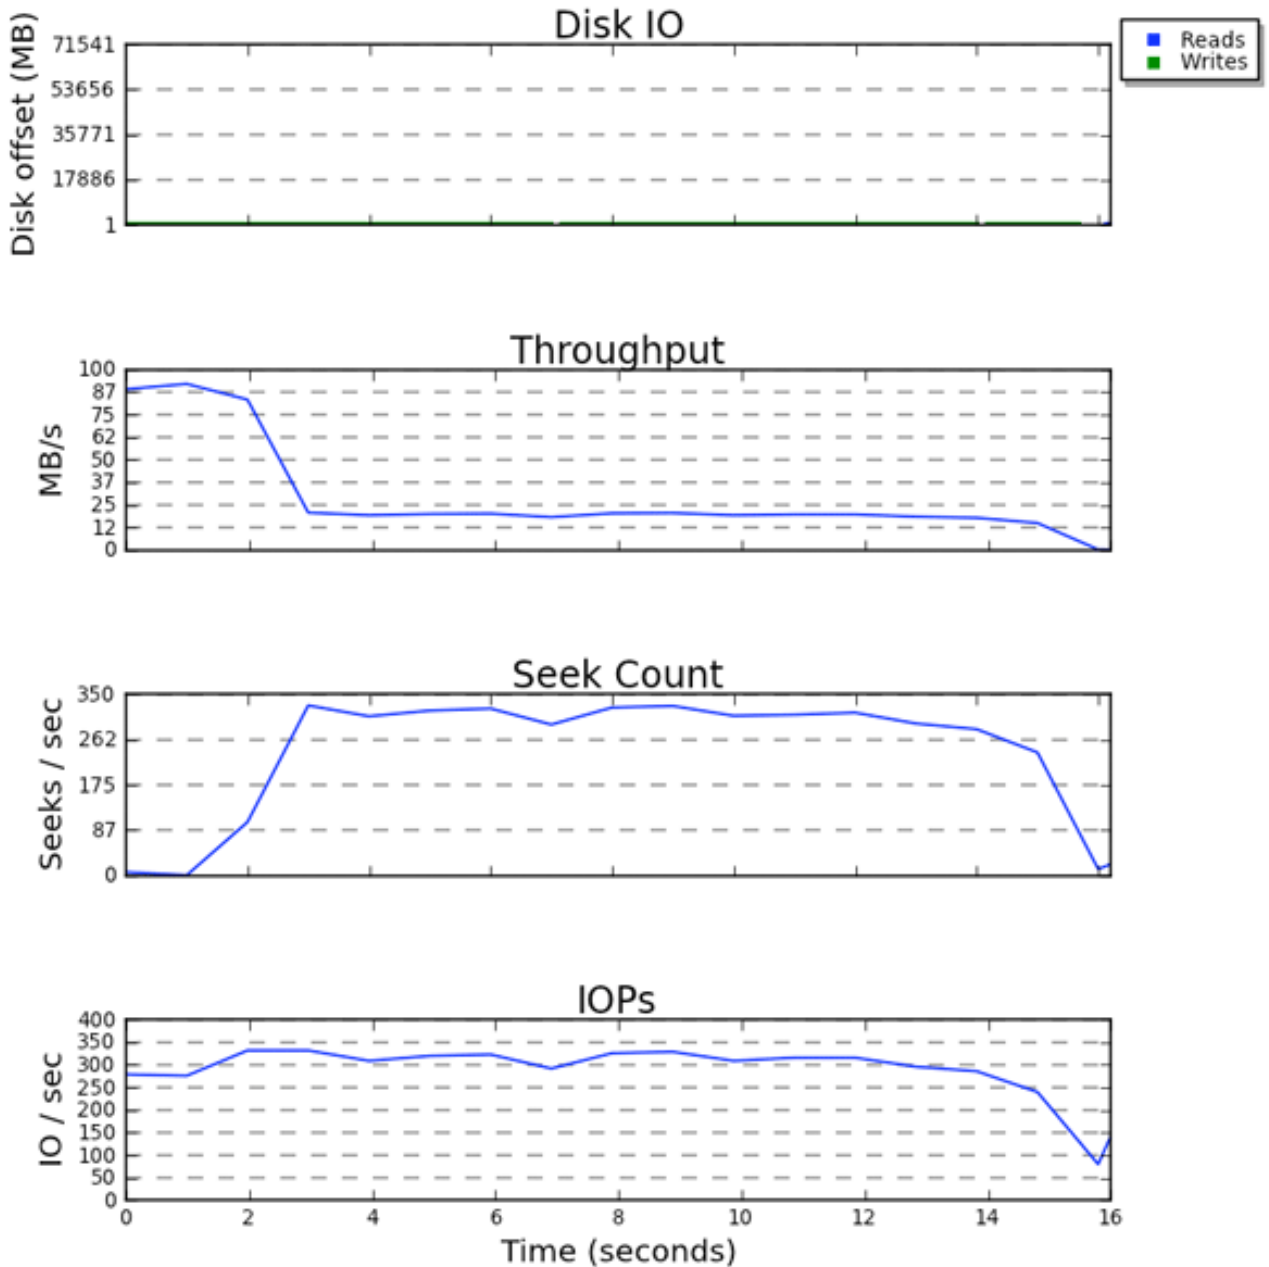 Disk IO
Disk offset (MB)
71541
53656
35771
17886
1
Reads
Writes
Throughput
MB/s
100
87
75
62
50
37
25
12
0
Seek Count
Seeks / sec
350
262
175
87
0
IOPs
IO / sec
400
350
300
250
200
150
100
50
0
0 2 4 6 8 10 12 14 16
Time (seconds)